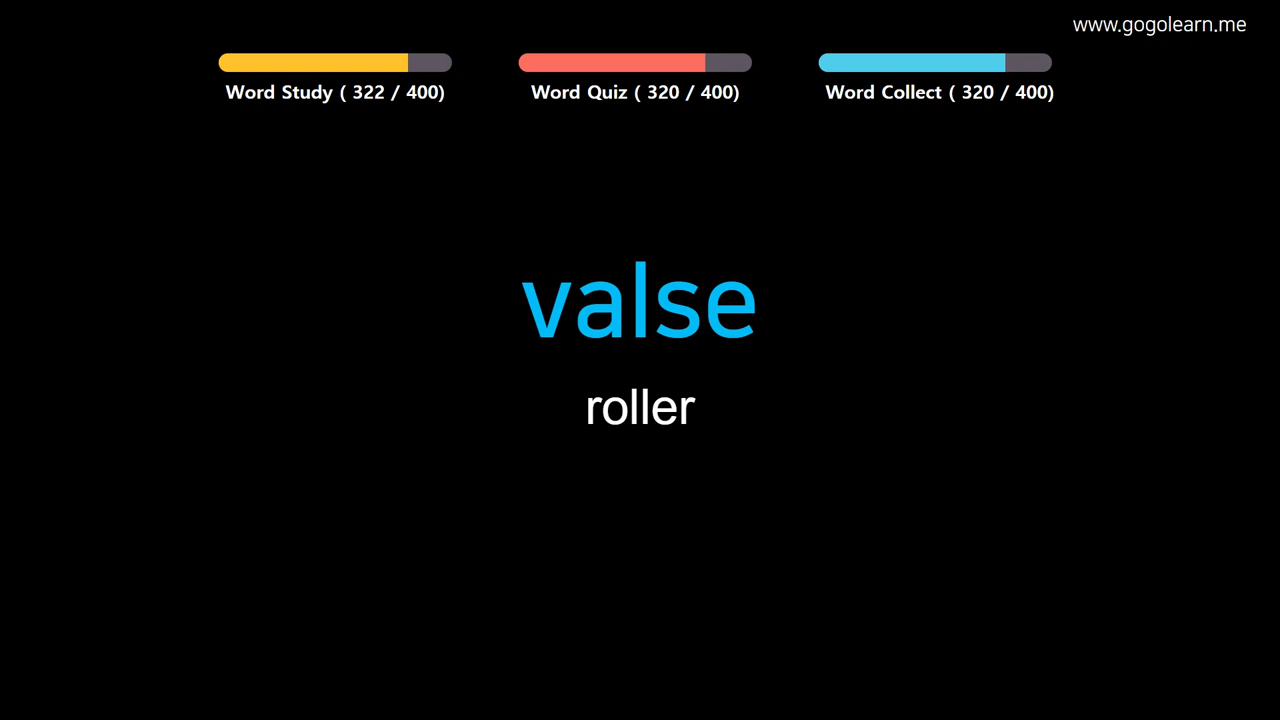 www.gogolearn.me
Word Study ( 322 / 400)
Word Quiz ( 320 / 400)
Word Collect ( 320 / 400)
valse
roller